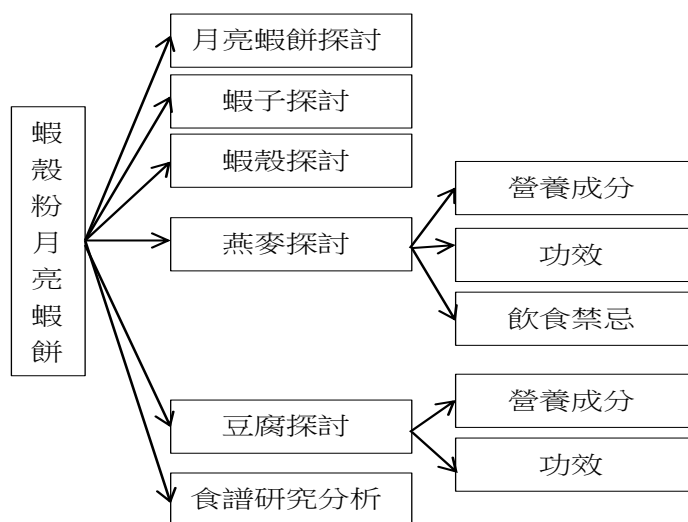 蝦殼粉月亮蝦餅
月亮蝦餅探討
蝦子探討
蝦殼探討
燕麥探討
營養成分
功效
飲食禁忌
豆腐探討
營養成分
功效
食譜研究分析